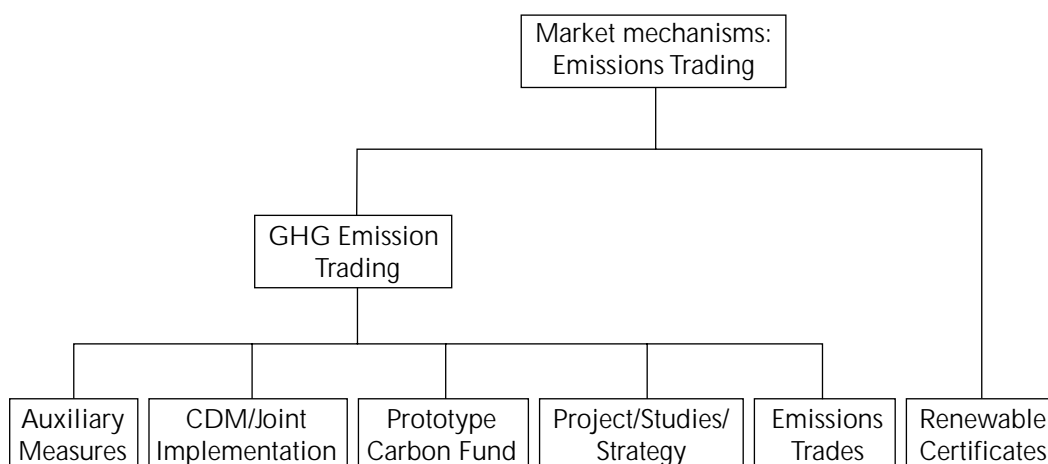 Market mechanisms:
Emissions Trading
GHG Emission
Trading
Auxiliary
Measures
CDM/Joint
Implementation
Prototype
Carbon Fund
Project/Studies/
Strategy
Emissions
Trades
Renewable
Certificates